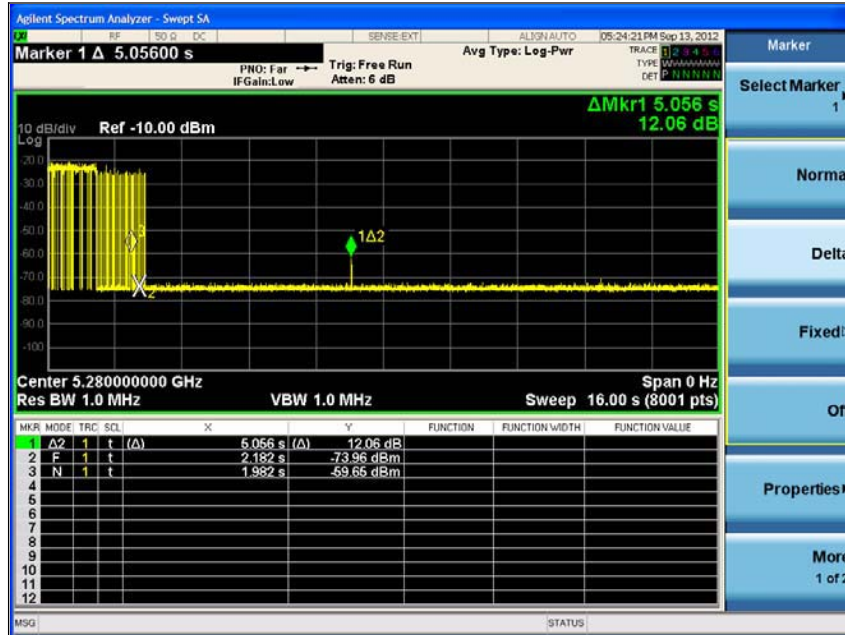 Agilent Spectrum Analyzer - Swept SA
RF 50 Ω DC SENSE:EXT ALIGN AUTO 05:24:21 PM Sep 13, 2012
Marker 1 Δ 5.05600 s
PNO: Far
IFGain:Low
Trig: Free Run
Atten: 6 dB
Avg Type: Log-Pwr
TRACE 1 2 3 4 5 6
TYPE
DET P N N N N N
ΔMkr1 5.056 s
12.06 dB
10 dB/div Ref -10.00 dBm
Log
-20.0
-30.0
-40.0
-50.0
-60.0
-70.0
-80.0
-90.0
-100
3
2
1Δ2
Center 5.280000000 GHz Span 0 Hz
Res BW 1.0 MHz VBW 1.0 MHz Sweep 16.00 s (8001 pts)
MKR MODE TRC SCL X Y FUNCTION FUNCTION WIDTH FUNCTION VALUE
1 Δ2 1 t (Δ) 5.056 s (Δ) 12.06 dB
2 F 1 t 2.182 s -73.96 dBm
3 N 1 t 1.982 s -59.65 dBm
4
5
6
7
8
9
10
11
12
MSG STATUS
Marker
Select Marker
1
Norma
Delta
Fixed
Of
Properties
More
1 of 2